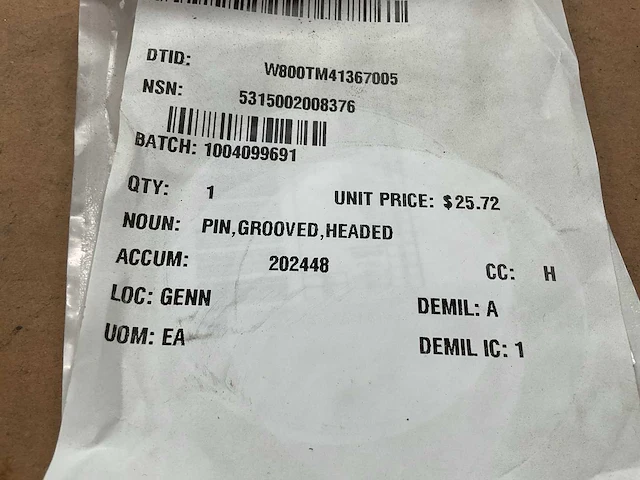 DTID: W800TM41367005
NSN: 5315002008376
BATCH: 1004099691
QTY: 1 UNIT PRICE: $25.72
NOUN: PIN,GROOVED,HEADED
ACCUM: 202448 CC: H
LOC: GENN DEMIL: A
UOM: EA DEMIL IC: 1